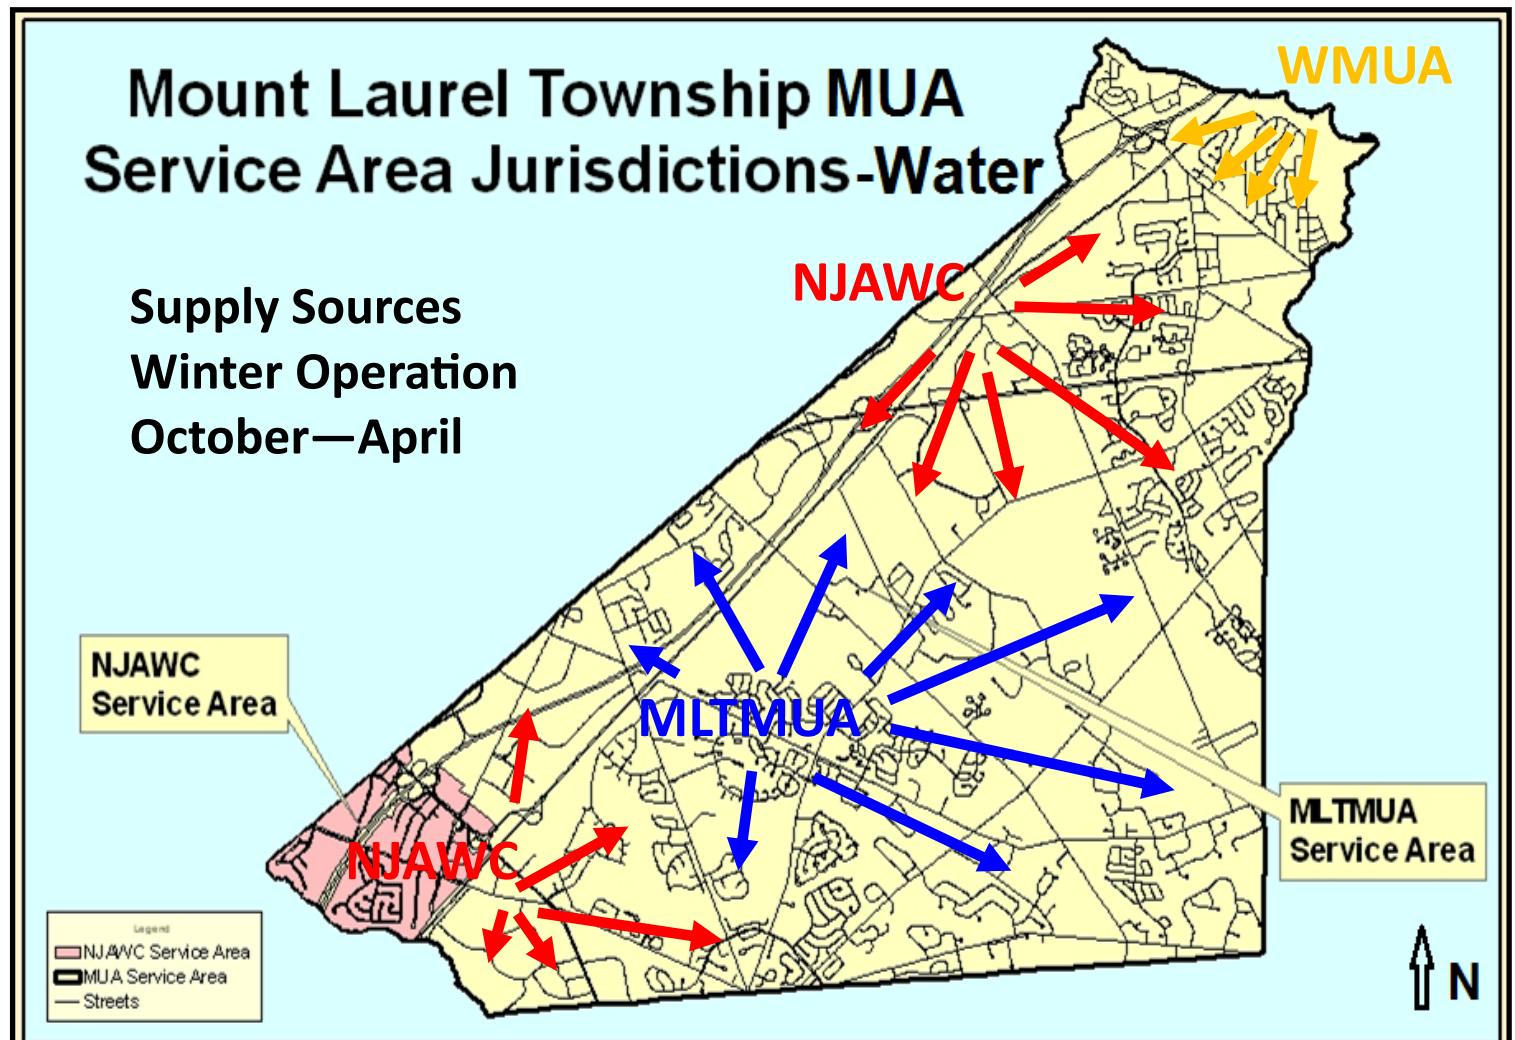 Mount Laurel Township MUA
Service Area Jurisdictions-Water
WMUA
Supply Sources
Winter Operation
October—April
NJAWC
NJAWC
Service Area
MLTMUA
MLTMUA
Service Area
NJAWC
Legend
NJAWC Service Area
MUA Service Area
Streets
N